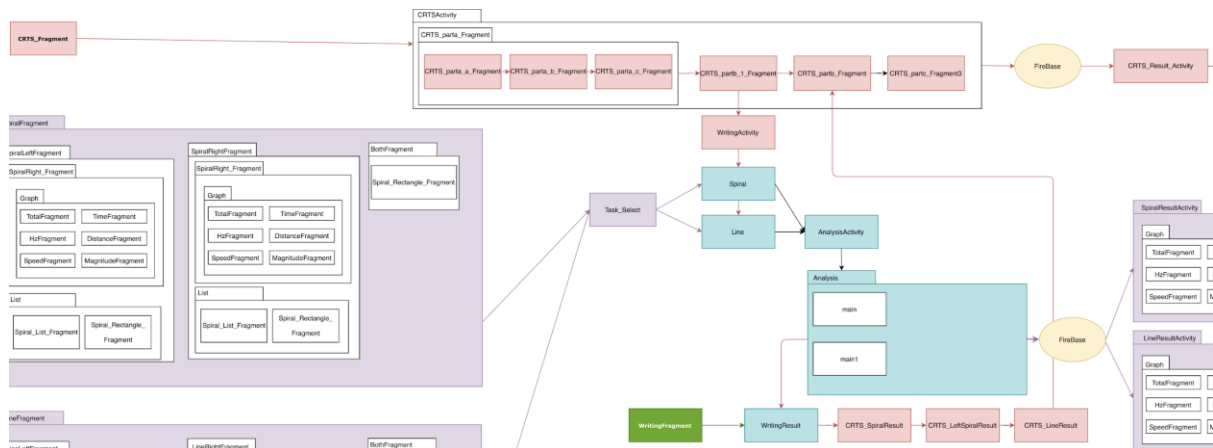 CRTSActivity
CRTS_Fragment
CRTS_parta_Fragment
CRTS_parta_a_Fragment
CRTS_parta_b_Fragment
CRTS_parta_c_Fragment
CRTS_partb_1_Fragment
CRTS_partb_Fragment
CRTS_partc_Fragment3
FireBase
CRTS_Result_Activity
piralFragment
piralLeftFragment
SpiralRight_Fragment
Graph
TotalFragment
TimeFragment
HzFragment
DistanceFragment
SpeedFragment
MagnitudeFragment
List
Spiral_List_Fragment
Spiral_Rectangle_
Fragment
SpiralRightFragment
SpiralRight_Fragment
Graph
TotalFragment
TimeFragment
HzFragment
DistanceFragment
SpeedFragment
MagnitudeFragment
List
Spiral_List_Fragment
Spiral_Rectangle_
Fragment
BothFragment
Spiral_Rectangle_Fragment
WritingActivity
Tesk_Select
Spiral
Line
AnalysisActivity
Analysis
main
main1
FireBase
SpiralResultActivity
Graph
TotalFragment
HzFragment
SpeedFragment
M
LineResultActivity
Graph
TotalFragment
HzFragment
SpeedFragment
M
WritingFragment
WritingResult
CRTS_SpiralResult
CRTS_LeftSpiralResult
CRTS_LineResult
neFragment
LineRightFragment
BothFragment